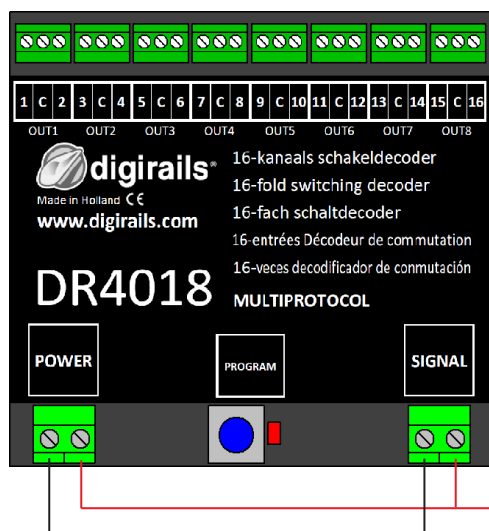 1 C 2 3 C 4 5 C 6 7 C 8 9 C 10 11 C 12 13 C 14 15 C 16
OUT1 OUT2 OUT3 OUT4 OUT5 OUT6 OUT7 OUT8
digirails®
Made in Holland CE
www.digirails.com
16-kanaals schakeldecoder
16-fold switching decoder
16-fach schaltdecoder
16-entrées Décodeur de commutation
16-veces decodificador de conmutación
DR4018
MULTIPROTOCOL
POWER
PROGRAM
SIGNAL